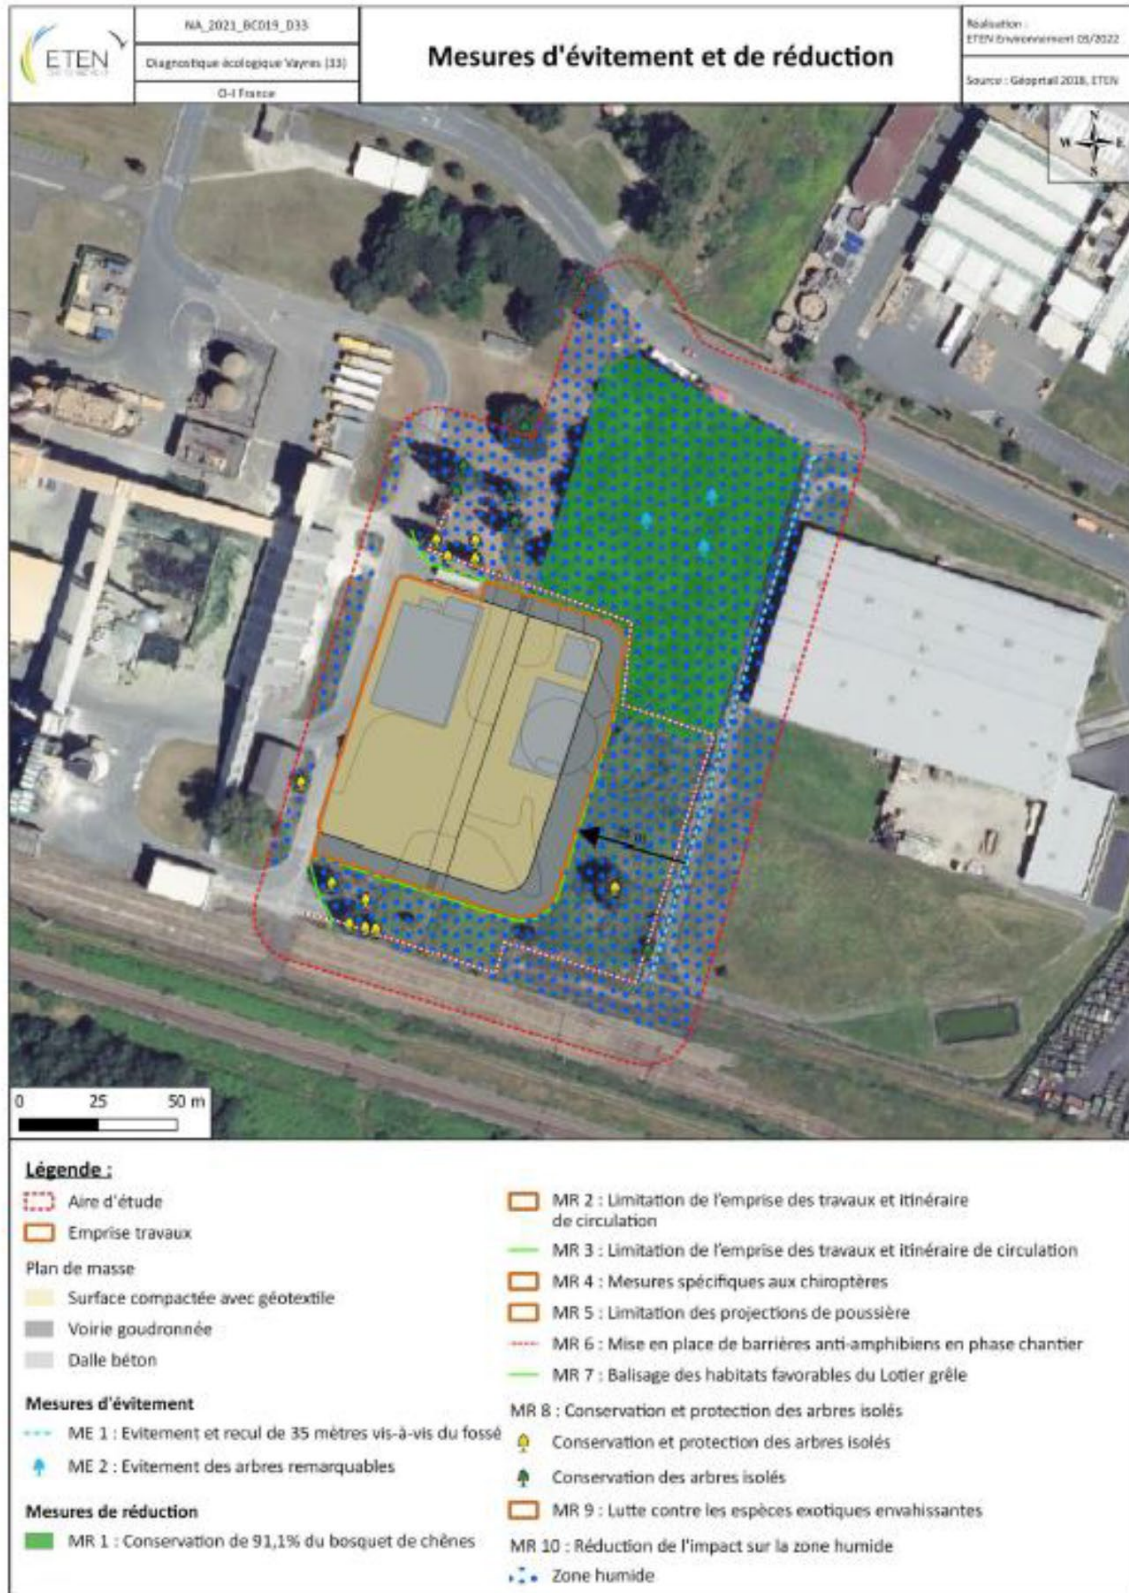 ETEN
NA_2021_BC019_D33
Diagnostique écologique Vayres (33)
O-I France
Mesures d'évitement et de réduction
Réalisation :
ETEN Environnement 03/2022
Source : Géoprtail 2018, ETEN
N
W E
S
0 25 50 m
Légende :
Aire d'étude
Emprise travaux
Plan de masse
Surface compactée avec géotextile
Voirie goudronnée
Dalle béton
Mesures d'évitement
ME 1 : Evitement et recul de 35 mètres vis-à-vis du fossé
ME 2 : Evitement des arbres remarquables
Mesures de réduction
MR 1 : Conservation de 91,1% du bosquet de chênes
MR 2 : Limitation de l'emprise des travaux et itinéraire
de circulation
MR 3 : Limitation de l'emprise des travaux et itinéraire de circulation
MR 4 : Mesures spécifiques aux chiroptères
MR 5 : Limitation des projections de poussière
MR 6 : Mise en place de barrières anti-amphibiens en phase chantier
MR 7 : Balisage des habitats favorables du Lotier grêle
MR 8 : Conservation et protection des arbres isolés
Conservation et protection des arbres isolés
Conservation des arbres isolés
MR 9 : Lutte contre les espèces exotiques envahissantes
MR 10 : Réduction de l'impact sur la zone humide
Zone humide